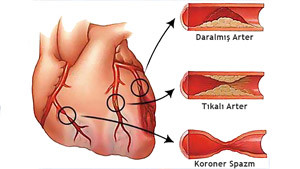 Daralmış Arter
Tıkalı Arter
Koroner Spazm